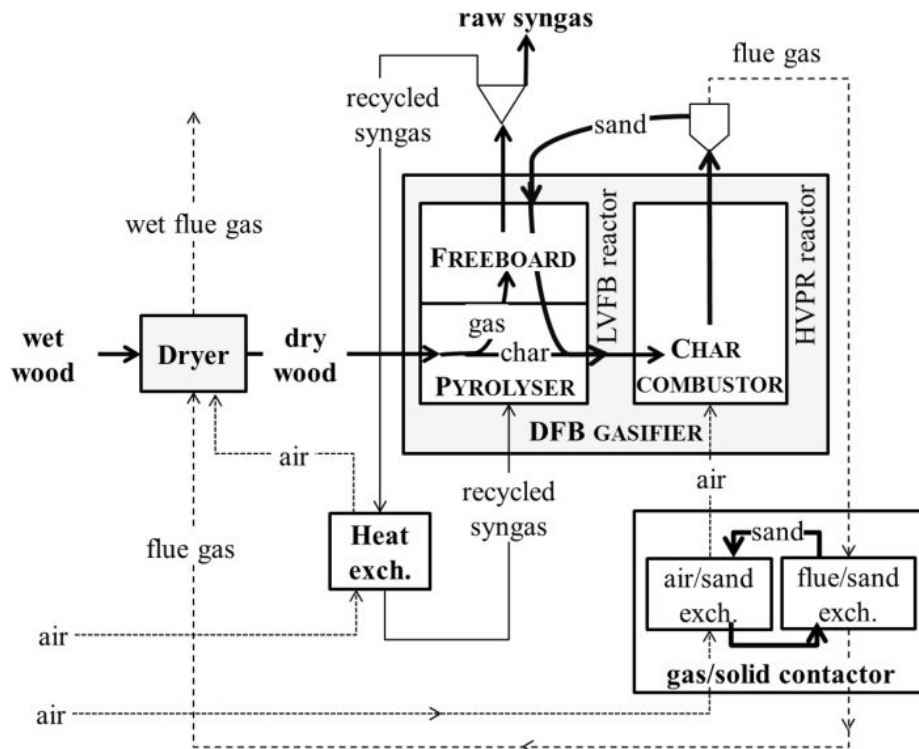 raw syngas
flue gas
recycled
syngas
sand
wet flue gas
FREEBOARD
LVFB reactor
HVPR reactor
wet
wood
Dryer
dry
wood
gas
char
PYROLYSER
CHAR
COMBUSTOR
DFB GASIFIER
air
recycled
syngas
air
flue gas
Heat
exch.
sand
air/sand
exch.
flue/sand
exch.
air
gas/solid contactor
air